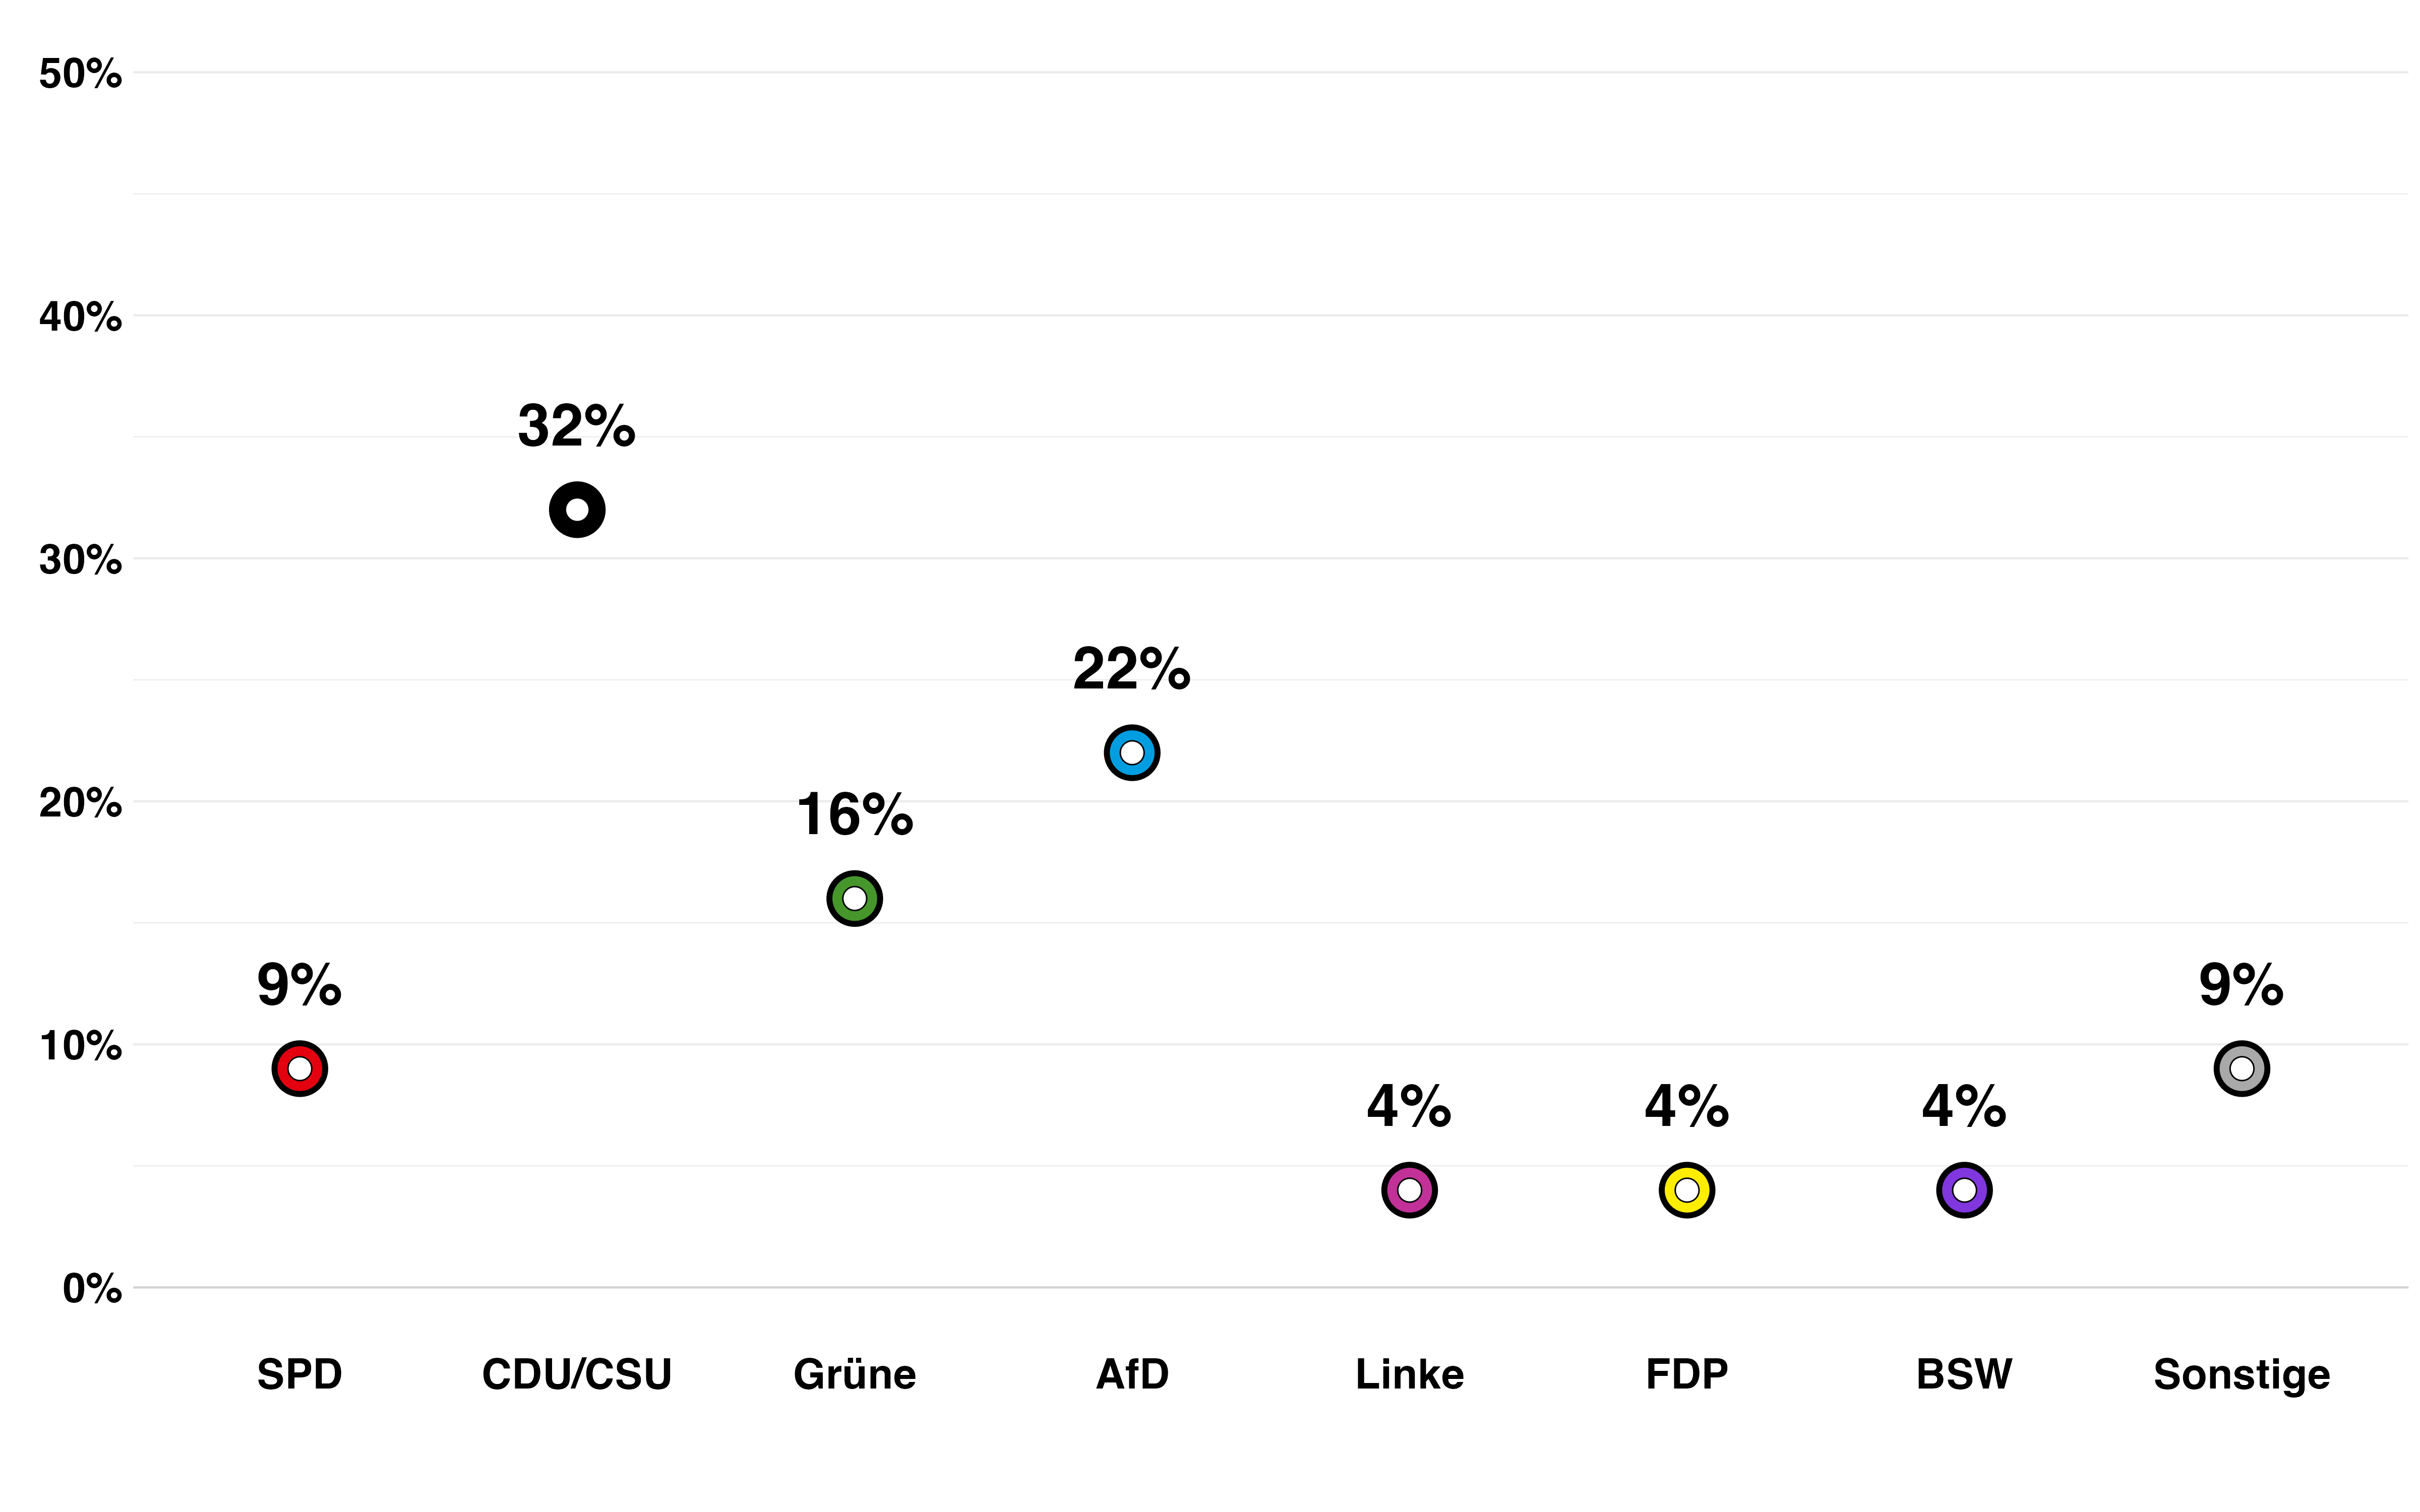 50%
40%
32%
30%
22%
20%
16%
9%
9%
10%
4%
4%
4%
0%
SPD
CDU/CSU
Grüne
AfD
Linke
FDP
BSW
Sonstige